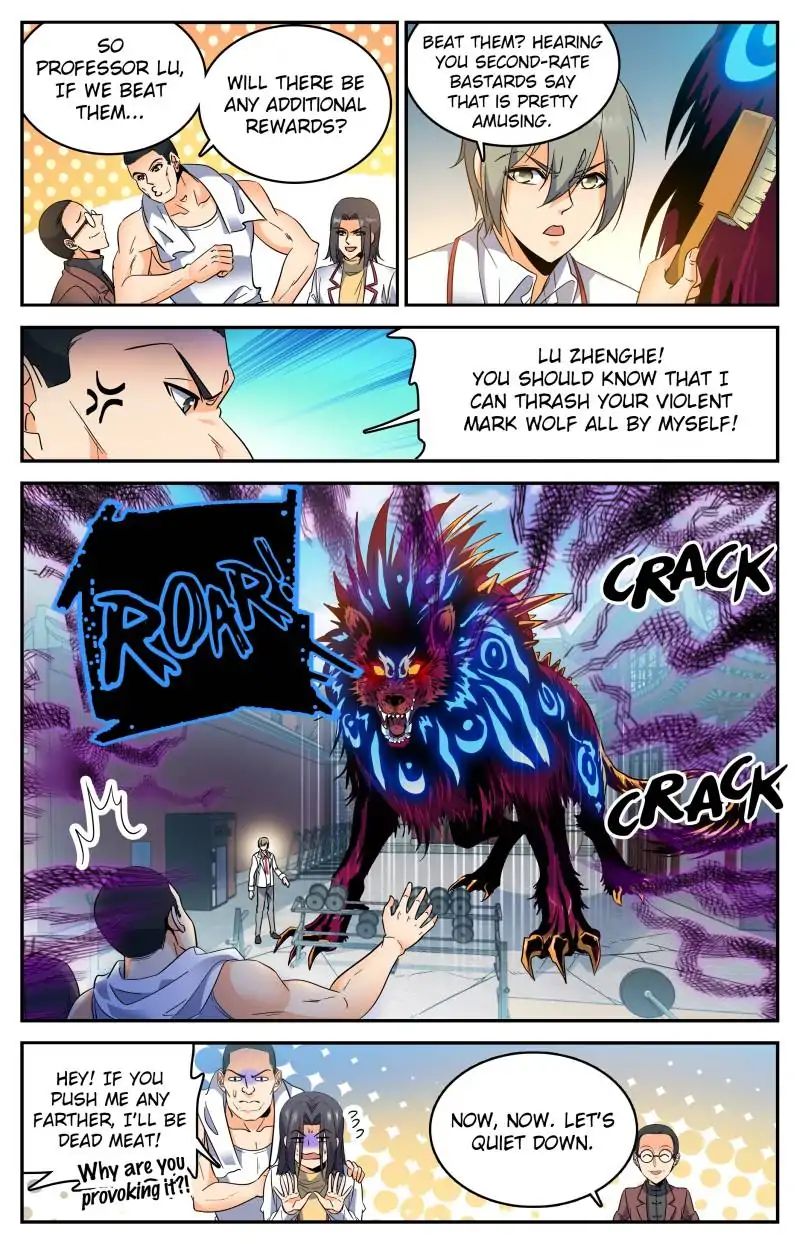 SO
PROFESSOR LU,
IF WE BEAT
THEM...
WILL THERE BE
ANY ADDITIONAL
REWARDS?
BEAT THEM? HEARING
YOU SECOND-RATE
BASTARDS SAY
THAT IS PRETTY
AMUSING.
LU ZHENGHE!
YOU SHOULD KNOW THAT I
CAN THRASH YOUR VIOLENT
MARK WOLF ALL BY MYSELF!
ROAR!
CRACK
CRACK
HEY! IF YOU
PUSH ME ANY
FARTHER, I'LL BE
DEAD MEAT!
Why are you
provoking it?!
NOW, NOW. LET'S
QUIET DOWN.